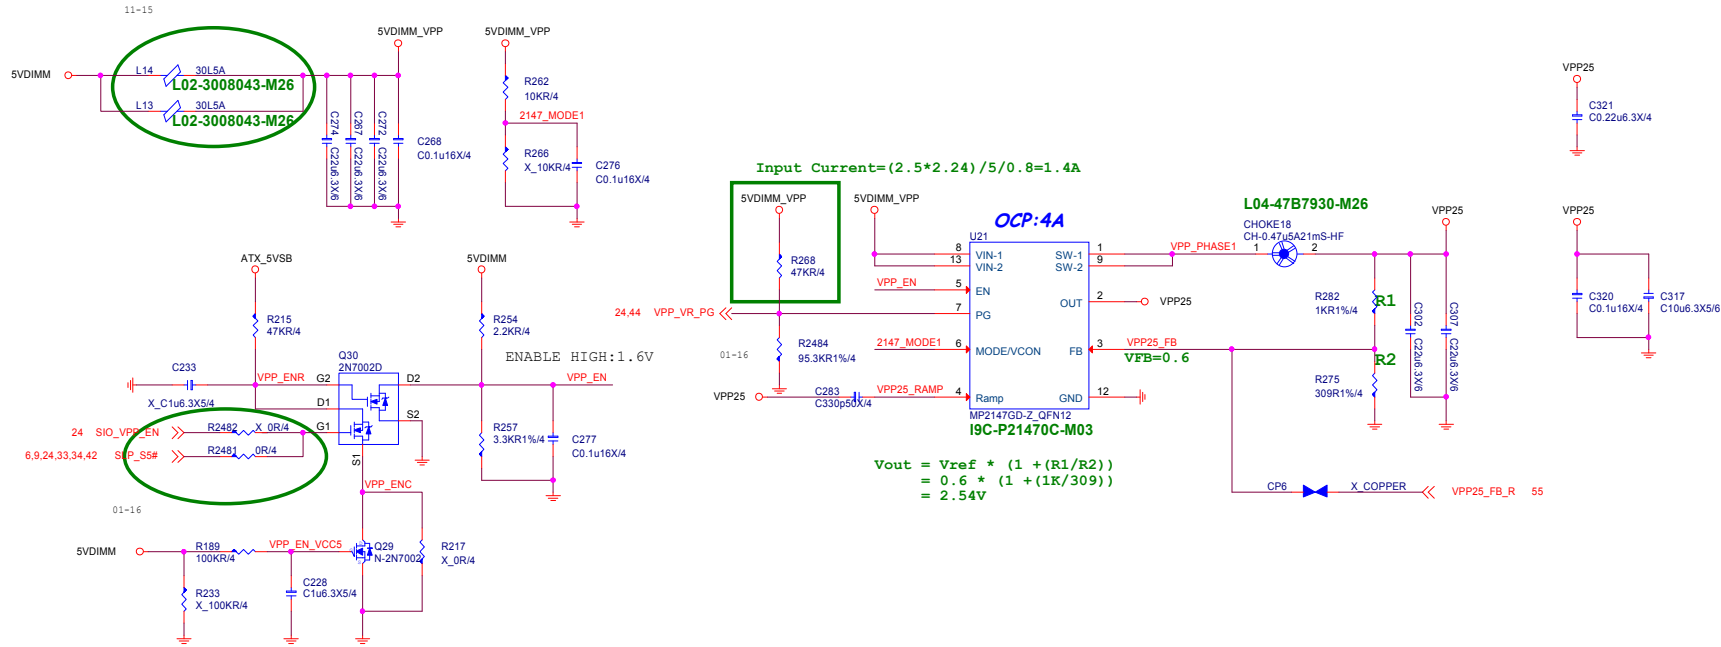 11-15
5VDIMM
L14
30L5A
L02-3008043-M26
L13
30L5A
L02-3008043-M26
5VDIMM_VPP
C274
C22u6.3X/6
C267
C22u6.3X/6
C272
C22u6.3X/6
C268
C0.1u16X/4
5VDIMM_VPP
R262
10KR/4
2147_MODE1
R266
X_10KR/4
C276
C0.1u16X/4
ATX_5VSB
R215
47KR/4
C233
X_C1u6.3X5/4
VPP_ENR
Q30
2N7002D
G2
D1
G1
D2
S2
S1
5VDIMM
R254
2.2KR/4
ENABLE HIGH:1.6V
VPP_EN
R257
3.3KR1%/4
C277
C0.1u16X/4
24 SIO_VPP_EN
R2482
X_0R/4
6,9,24,33,34,42 SLP_S5#
R2481
0R/4
01-16
VPP_ENC
5VDIMM
R189
100KR/4
VPP_EN_VCC5
Q29
N-2N7002
R217
X_0R/4
R233
X_100KR/4
C228
C1u6.3X5/4
Input Current=(2.5*2.24)/5/0.8=1.4A
5VDIMM_VPP
R268
47KR/4
5VDIMM_VPP
OCP:4A
U21
8 VIN-1
13 VIN-2
VPP_EN 5 EN
24,44 VPP_VR_PG
7 PG
2147_MODE1 6 MODE/VCON
VPP25_RAMP 4 Ramp
SW-1 1
SW-2 9
OUT 2 VPP25
FB 3 VPP25_FB
VFB=0.6
GND 12
MP2147GD-Z_QFN12
I9C-P21470C-M03
01-16
R2484
95.3KR1%/4
VPP25
C283
C330p50X/4
VPP_PHASE1
L04-47B7930-M26
CHOKE18
CH-0.47u5A21mS-HF
1 2
VPP25
R282
1KR1%/4
R1
R2
R275
309R1%/4
C302
C22u6.3X/6
C307
C22u6.3X/6
Vout = Vref * (1 +(R1/R2))
= 0.6 * (1 +(1K/309))
= 2.54V
CP6
X_COPPER
VPP25_FB_R 55
VPP25
C321
C0.22u6.3X/4
VPP25
C320
C0.1u16X/4
C317
C10u6.3X5/6